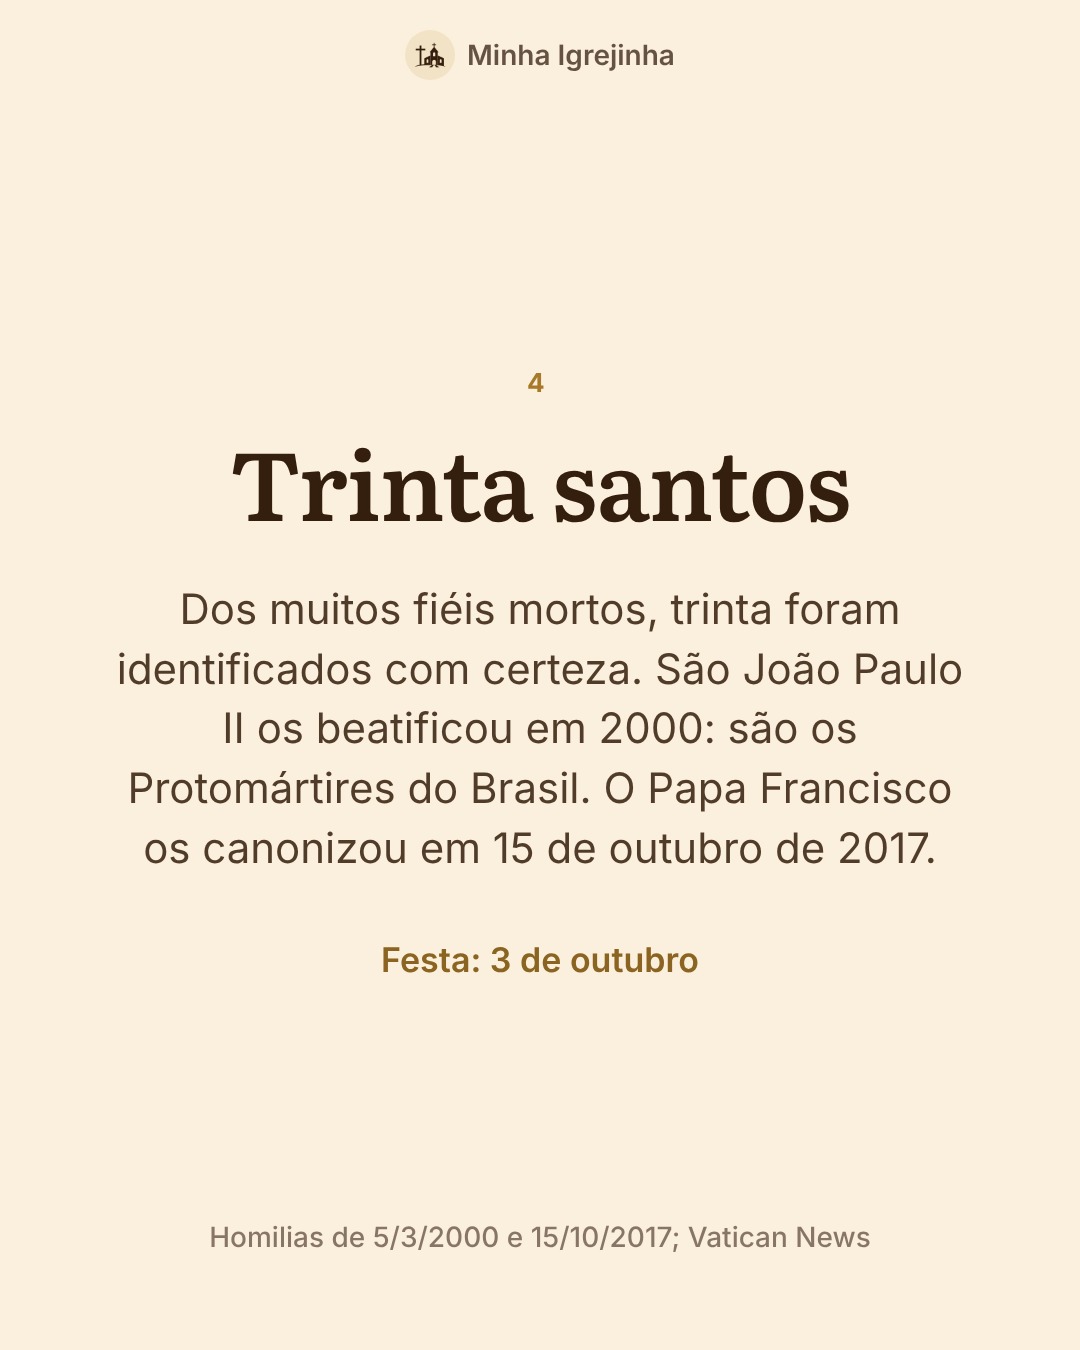 Minha Igrejinha
4
Trinta santos
Dos muitos fiéis mortos, trinta foram
identificados com certeza. São João Paulo
II os beatificou em 2000: são os
Protomártires do Brasil. O Papa Francisco
os canonizou em 15 de outubro de 2017.
Festa: 3 de outubro
Homilias de 5/3/2000 e 15/10/2017; Vatican News